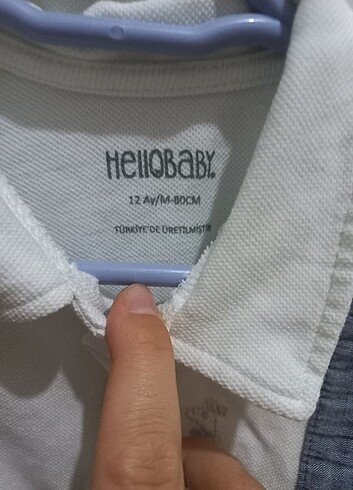 HellOBaBY.
12 Ay/M-80CM
TÜRKİYE'DE ÜRETİLMİŞTİR